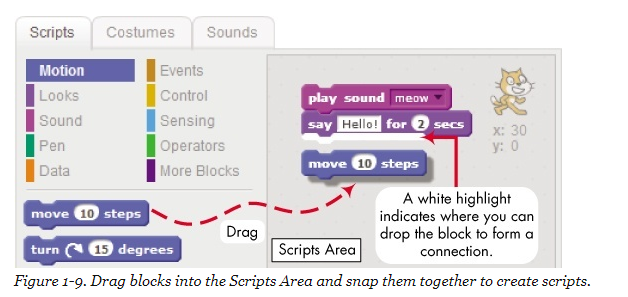 Scripts
Costumes
Sounds
Motion
Events
Looks
Control
Sound
Sensing
Pen
Operators
Data
More Blocks
move 10 steps
turn 15 degrees
Drag
play sound meow
say Hello! for 2 secs
move 10 steps
x: 30
y: 0
A white highlight
indicates where you can
drop the block to form a
connection.
Scripts Area
Figure 1-9. Drag blocks into the Scripts Area and snap them together to create scripts.